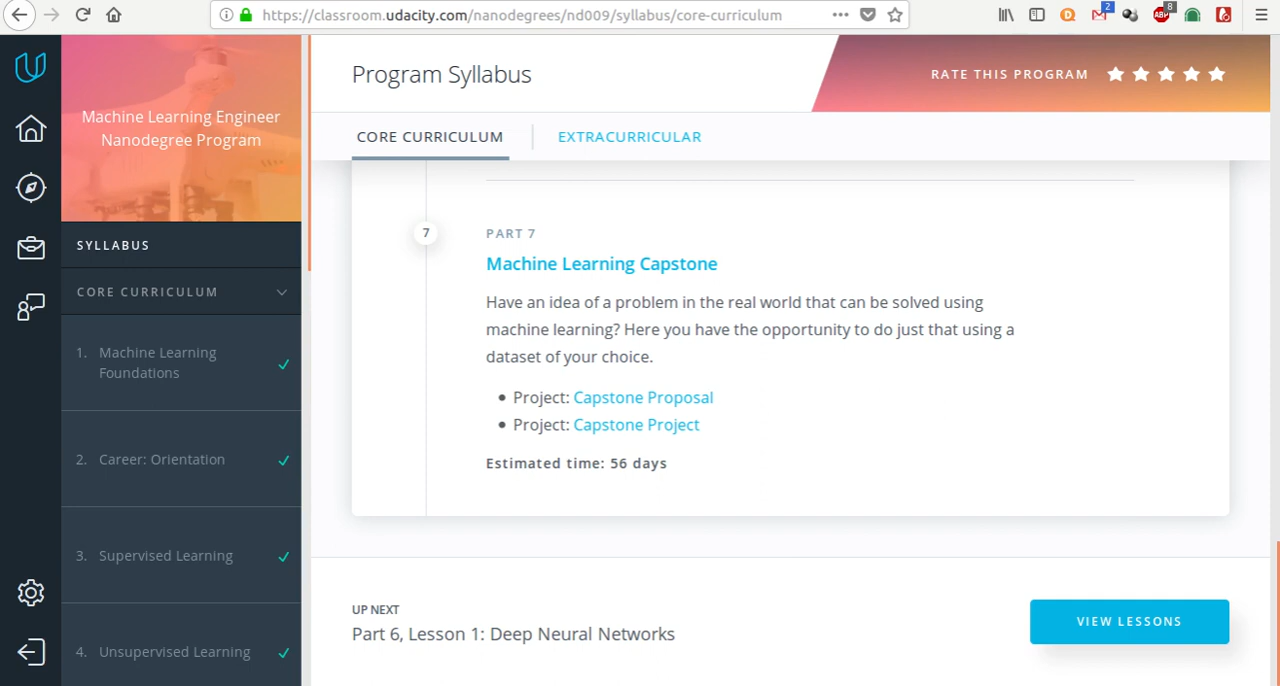 https://classroom.udacity.com/nanodegrees/nd009/syllabus/core-curriculum
2
ABP
8
Machine Learning Engineer
Nanodegree Program
Program Syllabus
RATE THIS PROGRAM
CORE CURRICULUM
EXTRACURRICULAR
SYLLABUS
CORE CURRICULUM
1. Machine Learning
Foundations
2. Career: Orientation
3. Supervised Learning
4. Unsupervised Learning
7
PART 7
Machine Learning Capstone
Have an idea of a problem in the real world that can be solved using
machine learning? Here you have the opportunity to do just that using a
dataset of your choice.
• Project: Capstone Proposal
• Project: Capstone Project
Estimated time: 56 days
UP NEXT
Part 6, Lesson 1: Deep Neural Networks
VIEW LESSONS